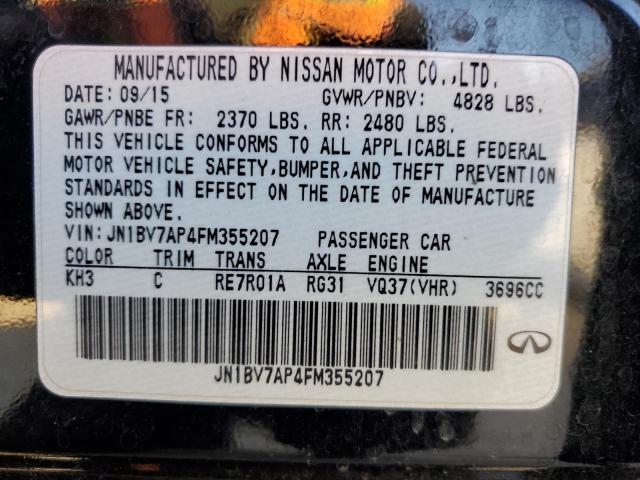 MANUFACTURED BY NISSAN MOTOR CO.,LTD.
DATE: 09/15 GVWR/PNBV: 4828 LBS.
GAWR/PNBE FR: 2370 LBS. RR: 2480 LBS.
THIS VEHICLE CONFORMS TO ALL APPLICABLE FEDERAL
MOTOR VEHICLE SAFETY,BUMPER,AND THEFT PREVENTION
STANDARDS IN EFFECT ON THE DATE OF MANUFACTURE
SHOWN ABOVE.
VIN:JN1BV7AP4FM355207 PASSENGER CAR
COLOR TRIM TRANS AXLE ENGINE
KH3 C RE7R01A RG31 VQ37(VHR) 3696CC
JN1BV7AP4FM355207